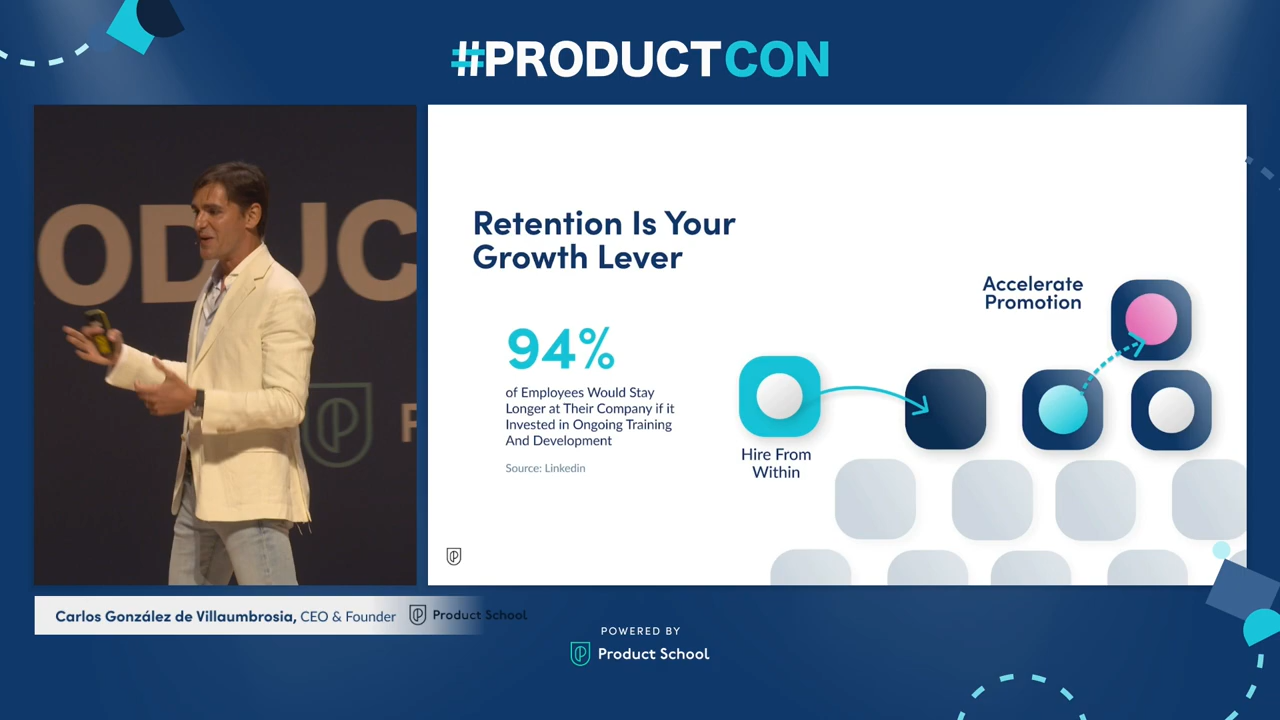 #PRODUCTCON
ODUC
P
Retention Is Your
Growth Lever
94%
of Employees Would Stay
Longer at Their Company if it
Invested in Ongoing Training
And Development
Source: Linkedin
Accelerate
Promotion
Hire From
Within
Carlos González de Villaumbrosia, CEO & Founder Product School
POWERED BY
Product School